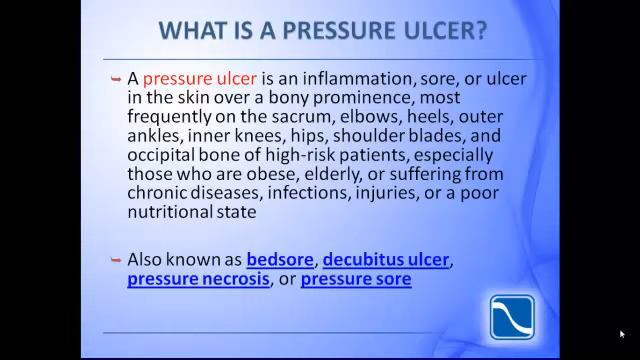 WHAT IS A PRESSURE ULCER?
A pressure ulcer is an inflammation, sore, or ulcer
in the skin over a bony prominence, most
frequently on the sacrum, elbows, heels, outer
ankles, inner knees, hips, shoulder blades, and
occipital bone of high-risk patients, especially
those who are obese, elderly, or suffering from
chronic diseases, infections, injuries, or a poor
nutritional state
Also known as bedsore, decubitus ulcer,
pressure necrosis, or pressure sore